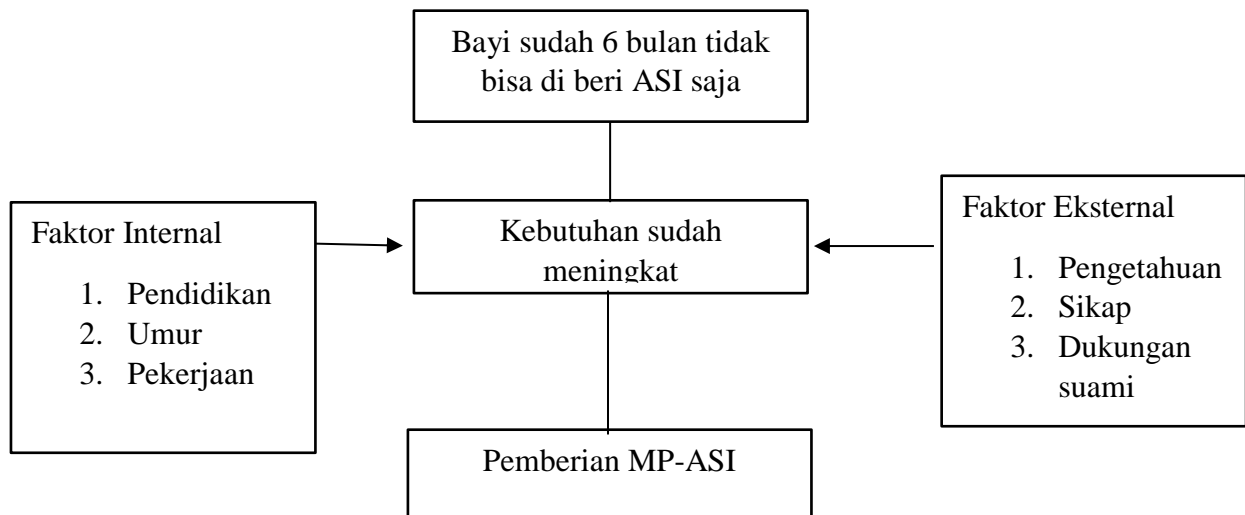 Bayi sudah 6 bulan tidak
bisa di beri ASI saja
Faktor Internal
1. Pendidikan
2. Umur
3. Pekerjaan
Kebutuhan sudah
meningkat
Faktor Eksternal
1. Pengetahuan
2. Sikap
3. Dukungan
suami
Pemberian MP-ASI